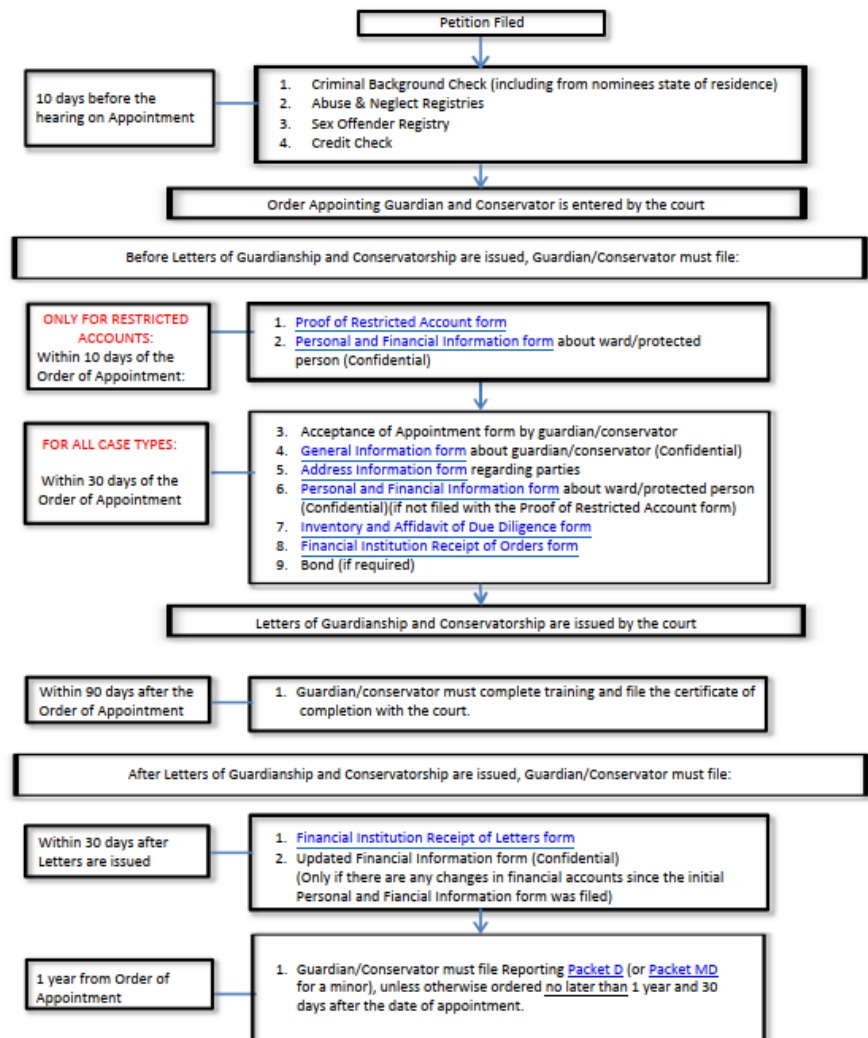 Petition Filed
10 days before the
hearing on Appointment
1. Criminal Background Check (including from nominees state of residence)
2. Abuse & Neglect Registries
3. Sex Offender Registry
4. Credit Check
Order Appointing Guardian and Conservator is entered by the court
Before Letters of Guardianship and Conservatorship are issued, Guardian/Conservator must file:
ONLY FOR RESTRICTED
ACCOUNTS:
Within 10 days of the
Order of Appointment:
1. Proof of Restricted Account form
2. Personal and Financial Information form about ward/protected
person (Confidential)
FOR ALL CASE TYPES:
Within 30 days of the
Order of Appointment
3. Acceptance of Appointment form by guardian/conservator
4. General Information form about guardian/conservator (Confidential)
5. Address Information form regarding parties
6. Personal and Financial Information form about ward/protected person
(Confidential)(if not filed with the Proof of Restricted Account form)
7. Inventory and Affidavit of Due Diligence form
8. Financial Institution Receipt of Orders form
9. Bond (if required)
Letters of Guardianship and Conservatorship are issued by the court
Within 90 days after the
Order of Appointment
1. Guardian/conservator must complete training and file the certificate of
completion with the court.
After Letters of Guardianship and Conservatorship are issued, Guardian/Conservator must file:
Within 30 days after
Letters are issued
1. Financial Institution Receipt of Letters form
2. Updated Financial Information form (Confidential)
(Only if there are any changes in financial accounts since the initial
Personal and Fiancial Information form was filed)
1 year from Order of
Appointment
1. Guardian/Conservator must file Reporting Packet D (or Packet MD
for a minor), unless otherwise ordered no later than 1 year and 30
days after the date of appointment.